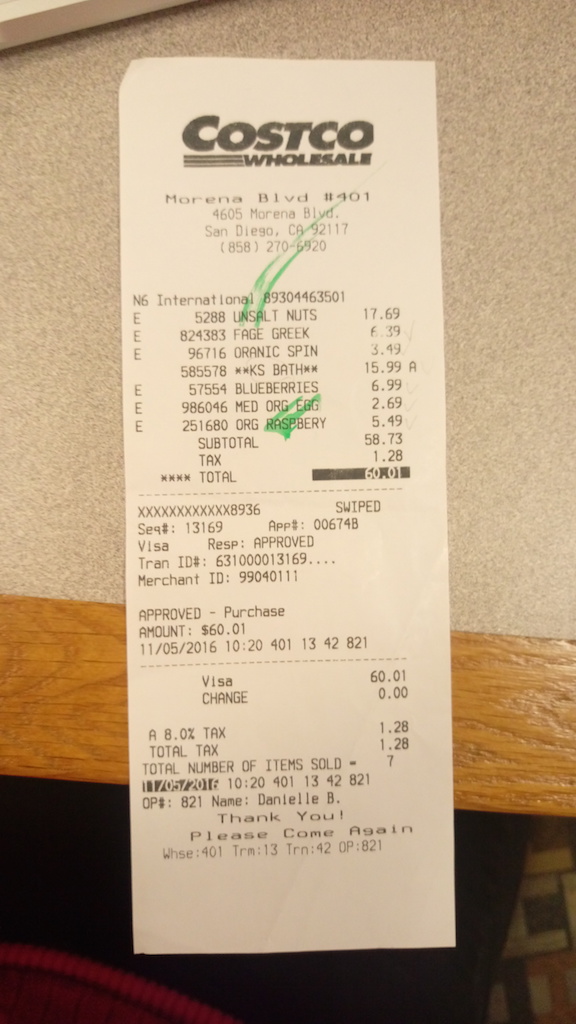 COSTCO
WHOLESALE
Morena Blvd #401
4605 Morena Blvd.
San Diego, CA 92117
(858) 270-6920
N6 International 89304463501
E 5288 UNSALT NUTS 17.69
E 824383 FAGE GREEK 6.39
E 96716 ORANIC SPIN 3.49
585578 **KS BATH** 15.99 A
E 57554 BLUEBERRIES 6.99
E 986046 MED ORG EGG 2.69
E 251680 ORG RASPBERY 5.49
SUBTOTAL 58.73
TAX 1.28
**** TOTAL 60.01
XXXXXXXXXXXX8936 SWIPED
Seq#: 13169 App#: 00674B
Visa Resp: APPROVED
Tran ID#: 631000013169....
Merchant ID: 99040111
APPROVED - Purchase
AMOUNT: $60.01
11/05/2016 10:20 401 13 42 821
Visa 60.01
CHANGE 0.00
A 8.0% TAX 1.28
TOTAL TAX 1.28
TOTAL NUMBER OF ITEMS SOLD = 7
11/05/2016 10:20 401 13 42 821
OP#: 821 Name: Danielle B.
Thank You!
Please Come Again
Whse:401 Trm:13 Trn:42 OP:821